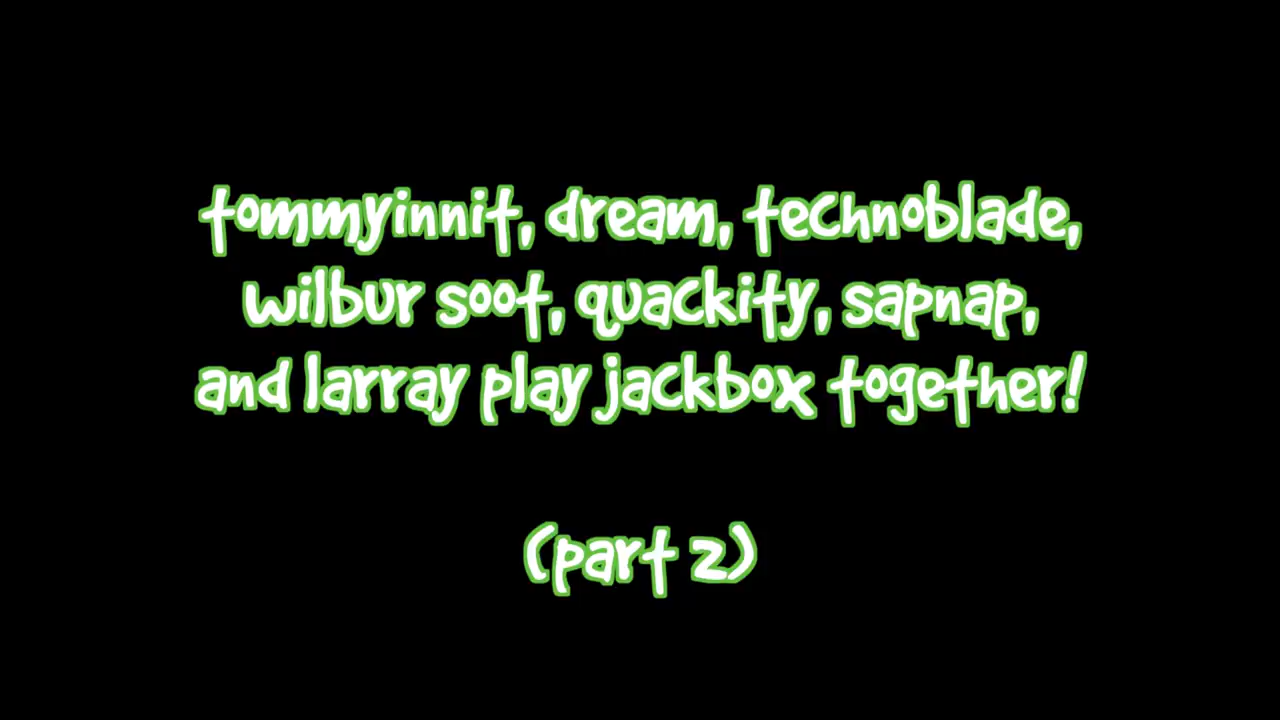 tommyinnit, dream, technoblade,
wilbur soot, quackity, sapnap,
and larray play jackbox together!
(part 2)